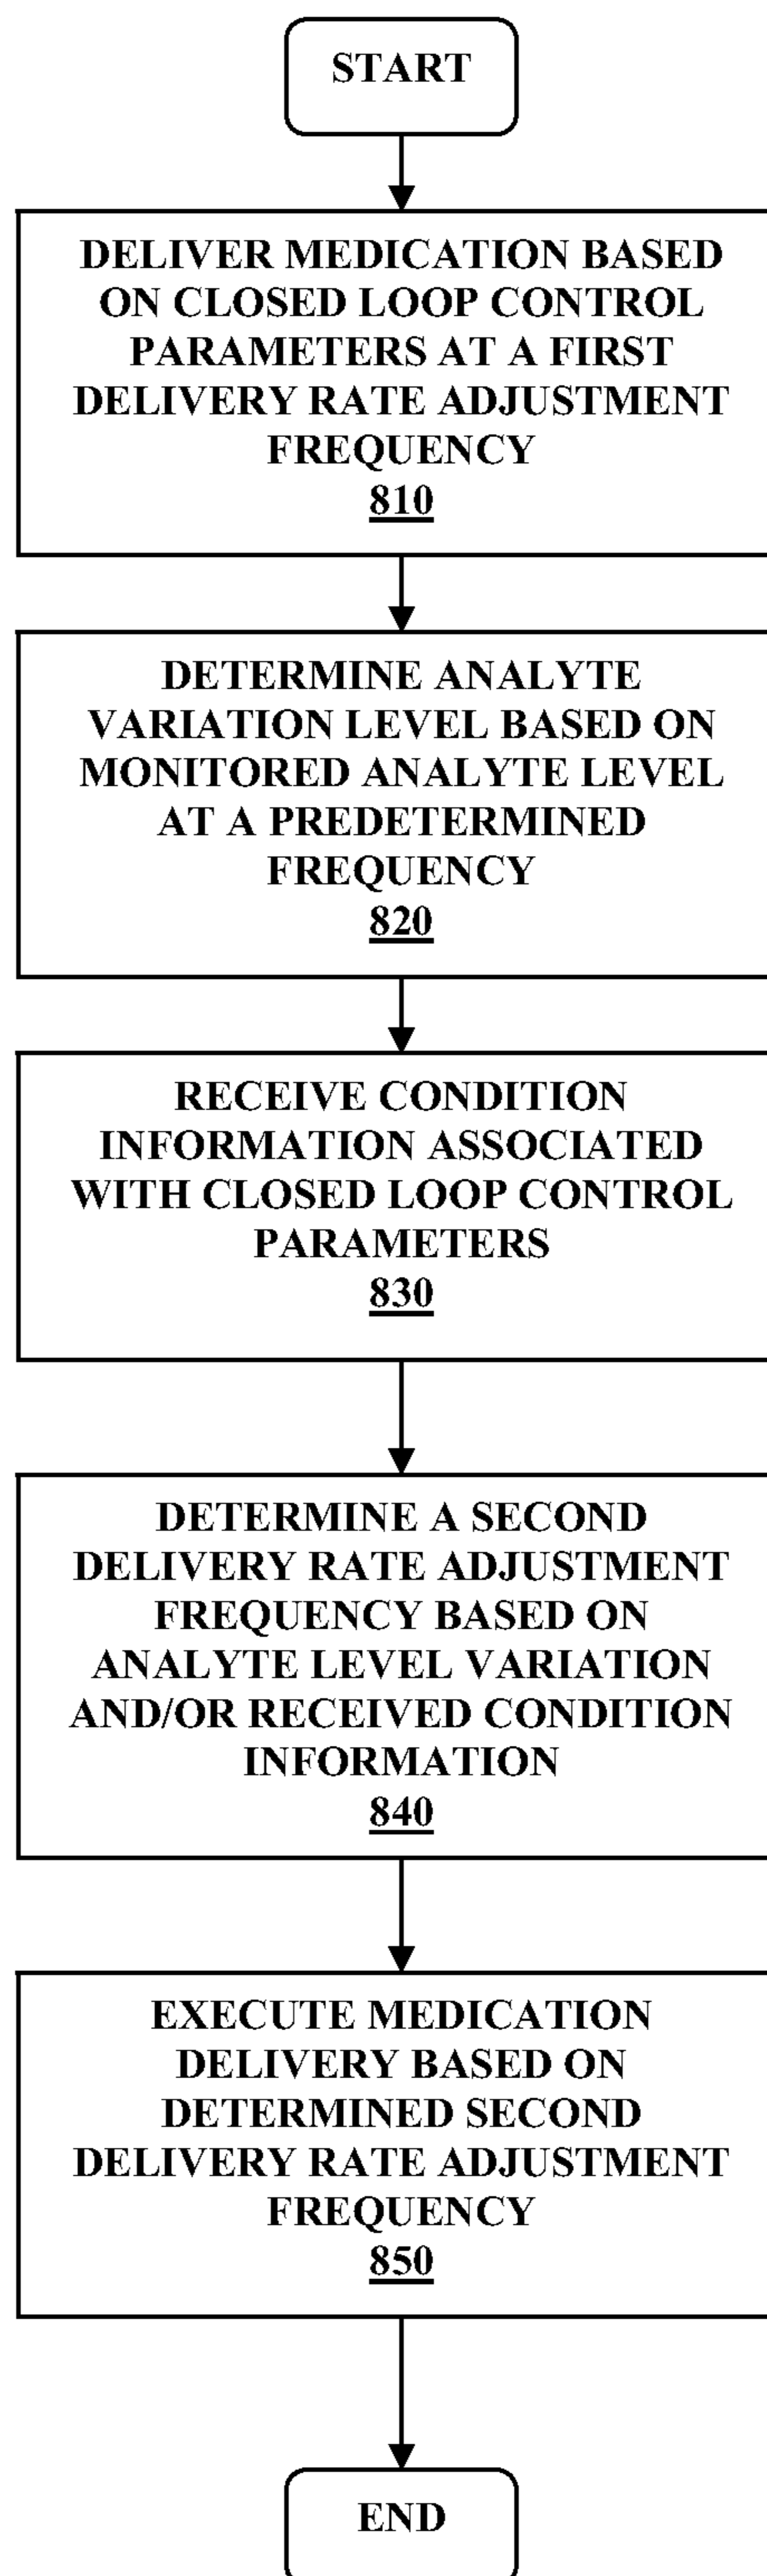 START
DELIVER MEDICATION BASED
ON CLOSED LOOP CONTROL
PARAMETERS AT A FIRST
DELIVERY RATE ADJUSTMENT
FREQUENCY
810
DETERMINE ANALYTE
VARIATION LEVEL BASED ON
MONITORED ANALYTE LEVEL
AT A PREDETERMINED
FREQUENCY
820
RECEIVE CONDITION
INFORMATION ASSOCIATED
WITH CLOSED LOOP CONTROL
PARAMETERS
830
DETERMINE A SECOND
DELIVERY RATE ADJUSTMENT
FREQUENCY BASED ON
ANALYTE LEVEL VARIATION
AND/OR RECEIVED CONDITION
INFORMATION
840
EXECUTE MEDICATION
DELIVERY BASED ON
DETERMINED SECOND
DELIVERY RATE ADJUSTMENT
FREQUENCY
850
END